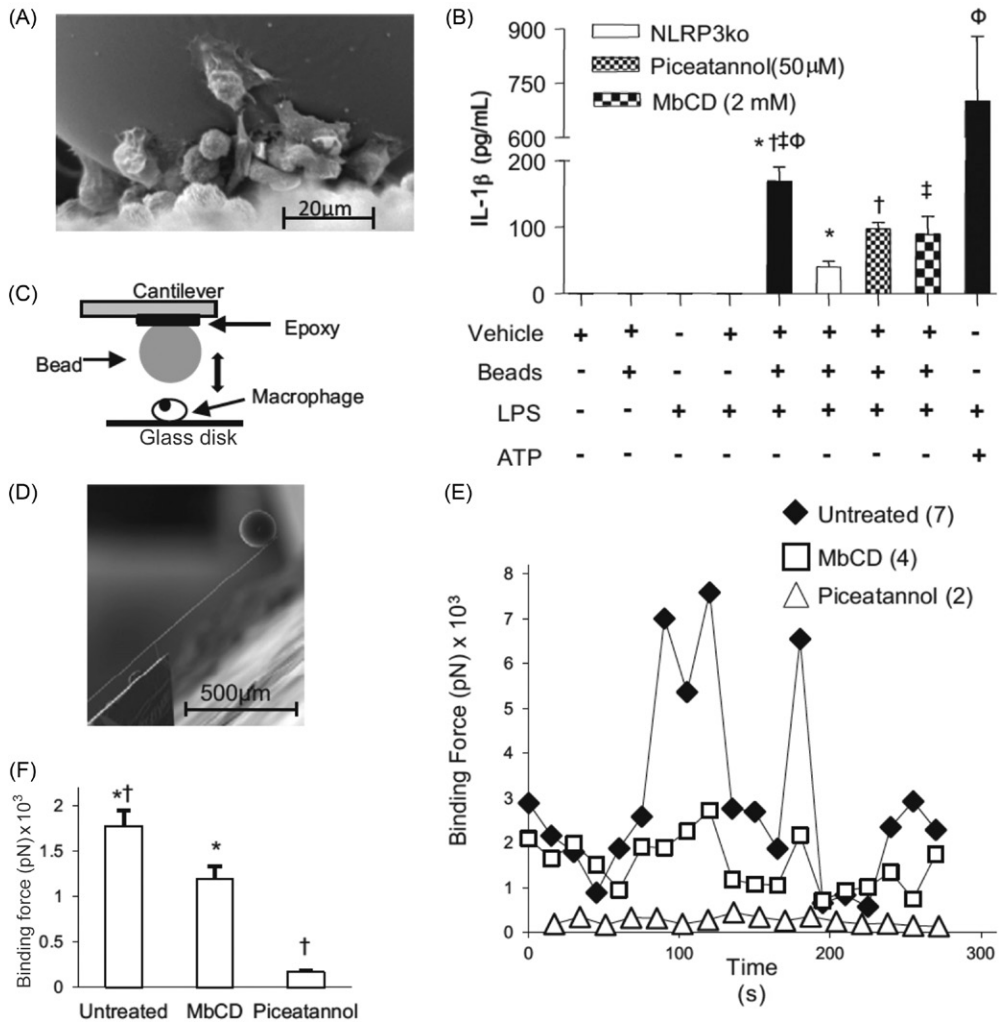 (A)
20µm
(B)
NLRP3ko
Piceatannol(50µM)
MbCD (2 mM)
IL-1β (pg/mL)
900
750
600
200
100
0
* †‡Φ
*
†
‡
Φ
Vehicle + + - + + + + + -
Beads - + - - + + + + -
LPS - - + + + + + + +
ATP - - - - - - - - +
(C)
Cantilever
Epoxy
Bead
Macrophage
Glass disk
(D)
500µm
(E)
Untreated (7)
MbCD (4)
Piceatannol (2)
Binding Force (pN) x 10³
8
7
6
5
4
3
2
1
0
0 100 200 300
Time
(s)
(F)
Binding force (pN) x 10³
2
1.5
1
0.5
0
*†
*
†
Untreated MbCD Piceatannol